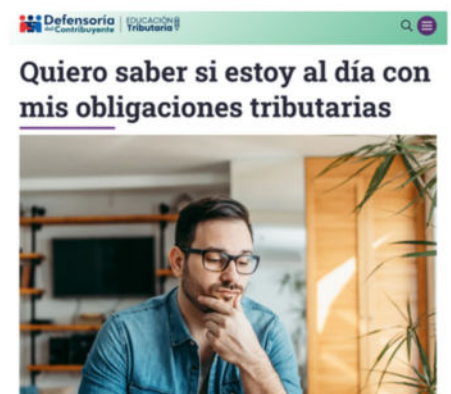 Defensoría
del Contribuyente
EDUCACIÓN
Tributaria
Quiero saber si estoy al día con
mis obligaciones tributarias